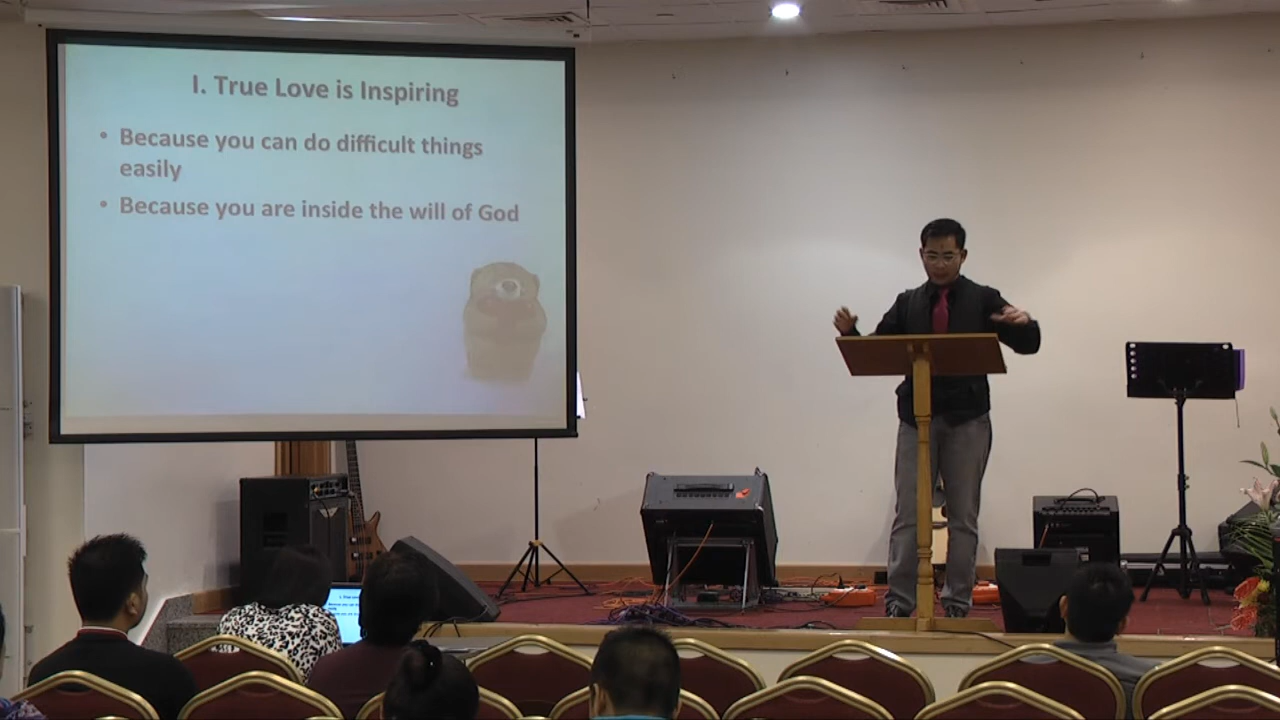 I. True Love is Inspiring
• Because you can do difficult things
easily
• Because you are inside the will of God